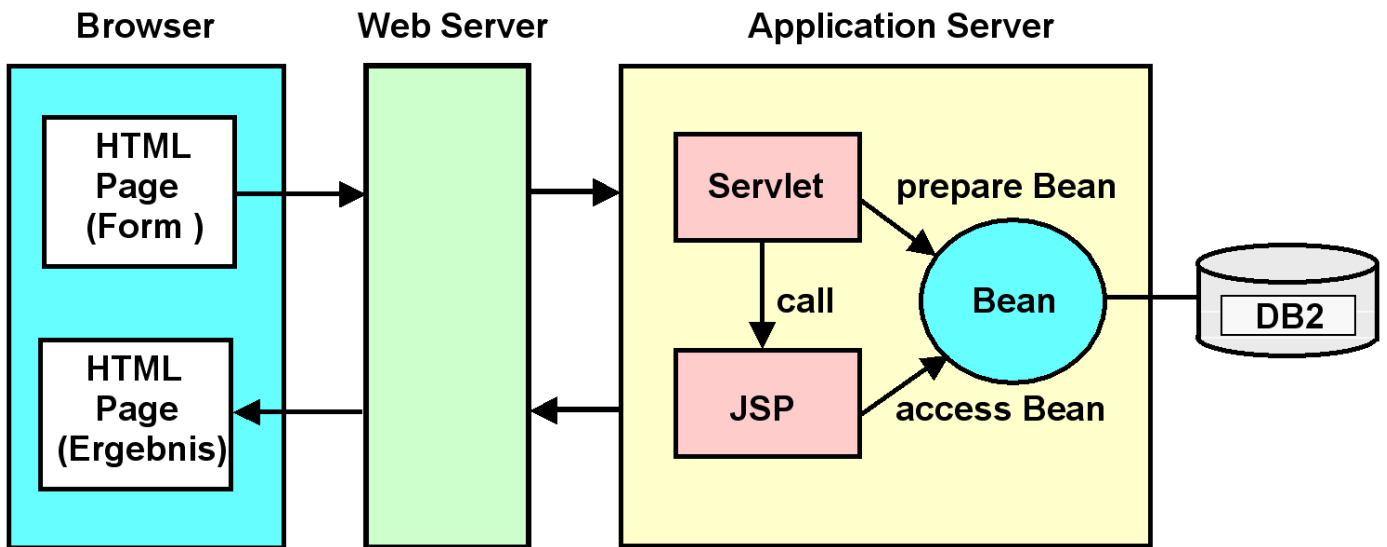 Browser
Web Server
Application Server
HTML
Page
(Form )
Servlet
prepare Bean
call
Bean
DB2
HTML
Page
(Ergebnis)
JSP
access Bean